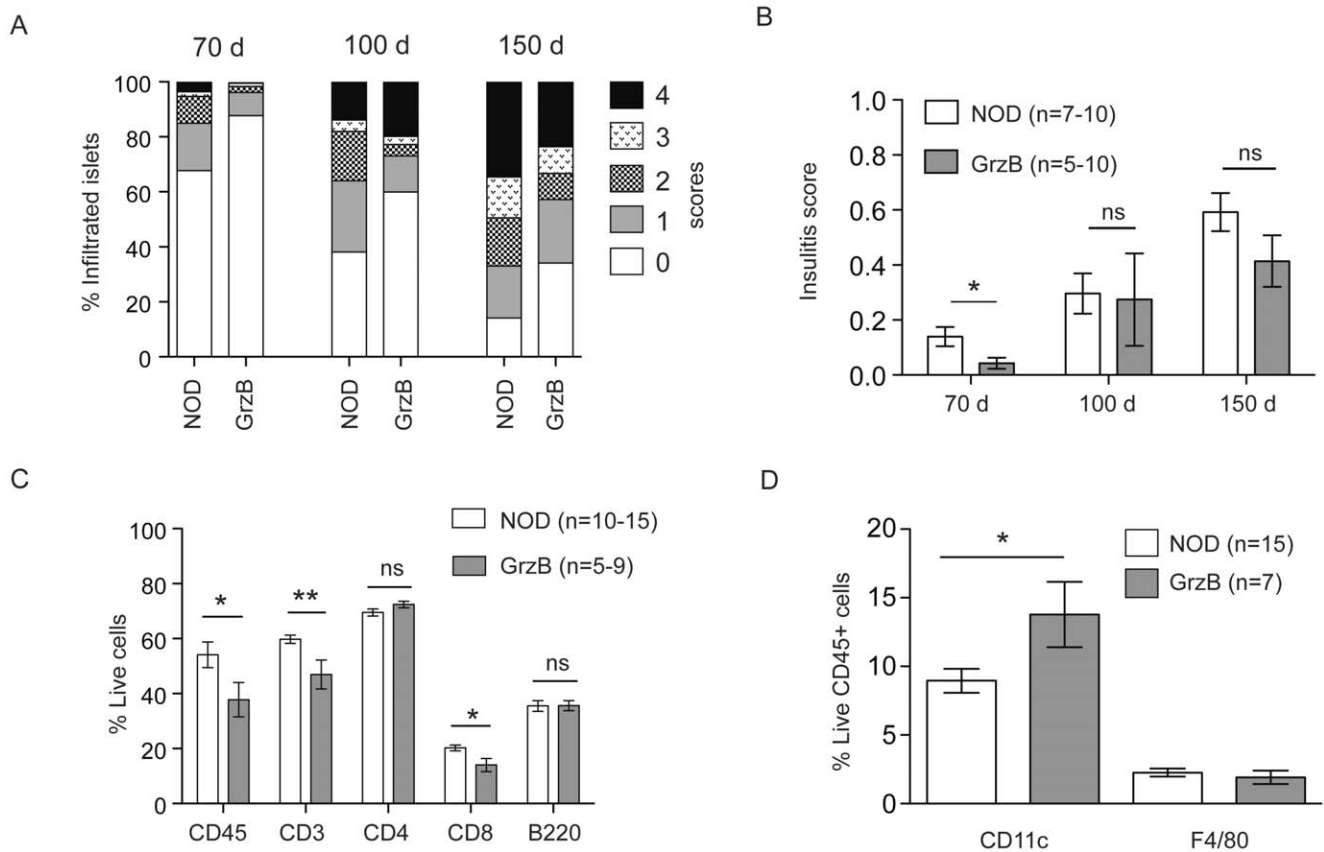 A
70 d 100 d 150 d
% Infiltrated islets
100
80
60
40
20
0
NOD
GrzB
NOD
GrzB
NOD
GrzB
4
3
2
1
0
scores
B
Insulitis score
1.0
0.8
0.6
0.4
0.2
0.0
NOD (n=7-10)
GrzB (n=5-10)
*
ns
ns
70 d 100 d 150 d
C
% Live cells
100
80
60
40
20
0
NOD (n=10-15)
GrzB (n=5-9)
*
**
ns
*
ns
CD45 CD3 CD4 CD8 B220
D
% Live CD45+ cells
20
15
10
5
0
NOD (n=15)
GrzB (n=7)
*
CD11c F4/80